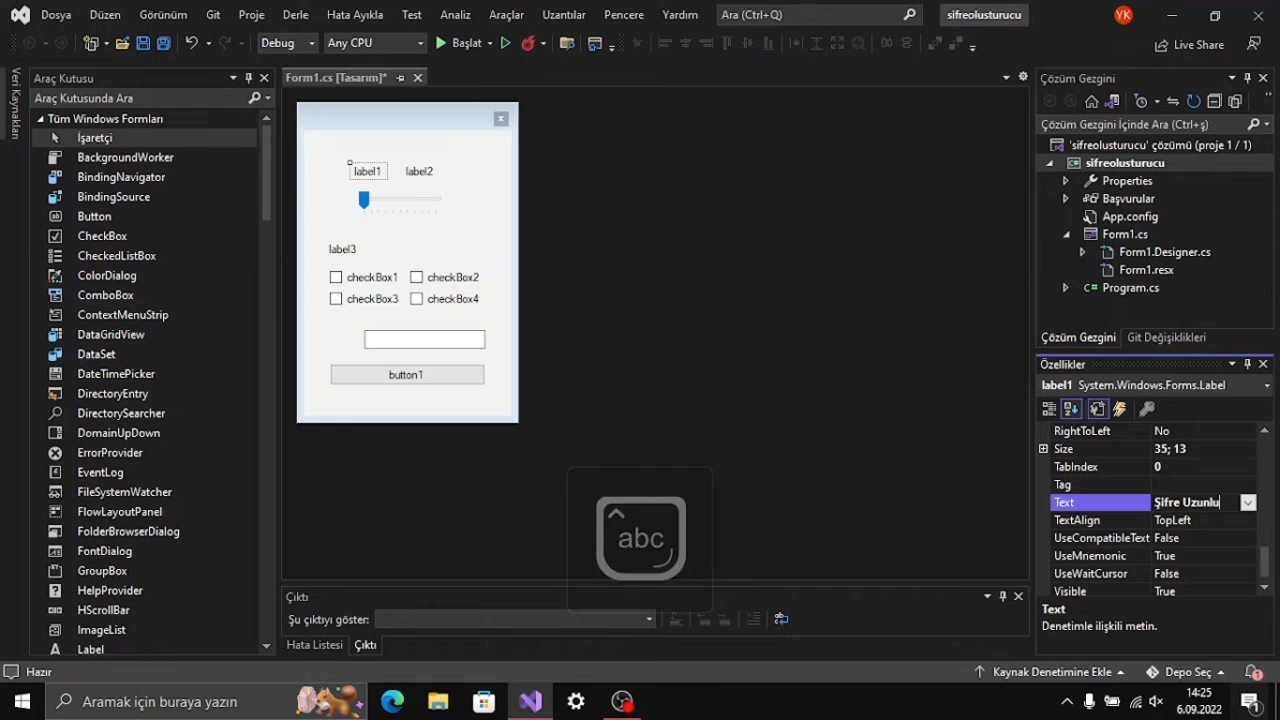 Dosya Düzen Görünüm Git Proje Derle Hata Ayıkla Test Analiz Araçlar Uzantılar Pencere Yardım Ara (Ctrl+Q) sifreolusturucu YK
Debug Any CPU Başlat Live Share
Veri Kaynakları
Araç Kutusu
Araç Kutusunda Ara
Tüm Windows Formları
İşaretçi
BackgroundWorker
BindingNavigator
BindingSource
Button
CheckBox
CheckedListBox
ColorDialog
ComboBox
ContextMenuStrip
DataGridView
DataSet
DateTimePicker
DirectoryEntry
DirectorySearcher
DomainUpDown
ErrorProvider
EventLog
FileSystemWatcher
FlowLayoutPanel
FolderBrowserDialog
FontDialog
GroupBox
HelpProvider
HScrollBar
ImageList
Label
Form1.cs [Tasarım]*
label1 label2
label3
checkBox1 checkBox2
checkBox3 checkBox4
button1
abc
Çıktı
Şu çıktıyı göster:
Hata Listesi Çıktı
Çözüm Gezgini
Çözüm Gezgini İçinde Ara (Ctrl+ş)
'sifreolusturucu' çözümü (proje 1 / 1)
sifreolusturucu
Properties
Başvurular
App.config
Form1.cs
Form1.Designer.cs
Form1.resx
Program.cs
Çözüm Gezgini Git Değişiklikleri
Özellikler
label1 System.Windows.Forms.Label
RightToLeft No
Size 35; 13
TabIndex 0
Tag
Text Şifre Uzunlu
TextAlign TopLeft
UseCompatibleText False
UseMnemonic True
UseWaitCursor False
Visible True
Text
Denetimle ilişkili metin.
Hazır Kaynak Denetimine Ekle Depo Seç 1
Aramak için buraya yazın 14:25
6.09.2022 1